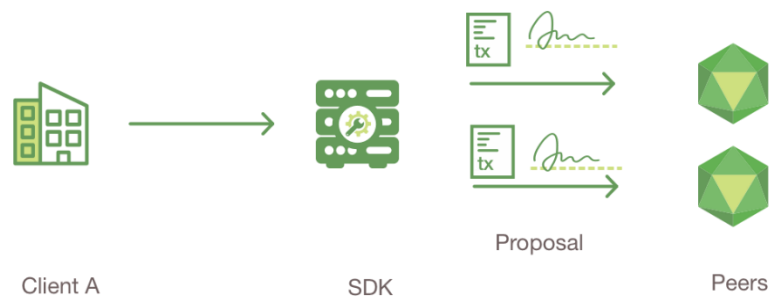 tx
tx
Proposal
Client A
SDK
Peers